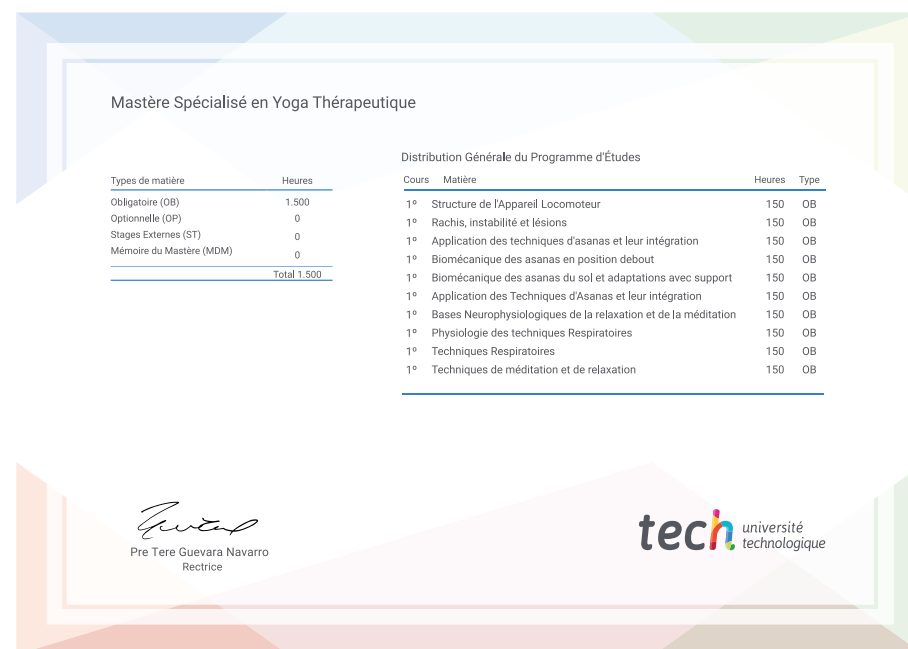 Mastère Spécialisé en Yoga Thérapeutique
Types de matière Heures
Obligatoire (OB) 1.500
Optionnelle (OP) 0
Stages Externes (ST) 0
Mémoire du Mastère (MDM) 0
Total 1.500
Distribution Générale du Programme d'Études
Cours Matière Heures Type
1º Structure de l'Appareil Locomoteur 150 OB
1º Rachis, instabilité et lésions 150 OB
1º Application des techniques d'asanas et leur intégration 150 OB
1º Biomécanique des asanas en position debout 150 OB
1º Biomécanique des asanas du sol et adaptations avec support 150 OB
1º Application des Techniques d'Asanas et leur intégration 150 OB
1º Bases Neurophysiologiques de la relaxation et de la méditation 150 OB
1º Physiologie des techniques Respiratoires 150 OB
1º Techniques Respiratoires 150 OB
1º Techniques de méditation et de relaxation 150 OB
Pre Tere Guevara Navarro
Rectrice
tech université
technologique